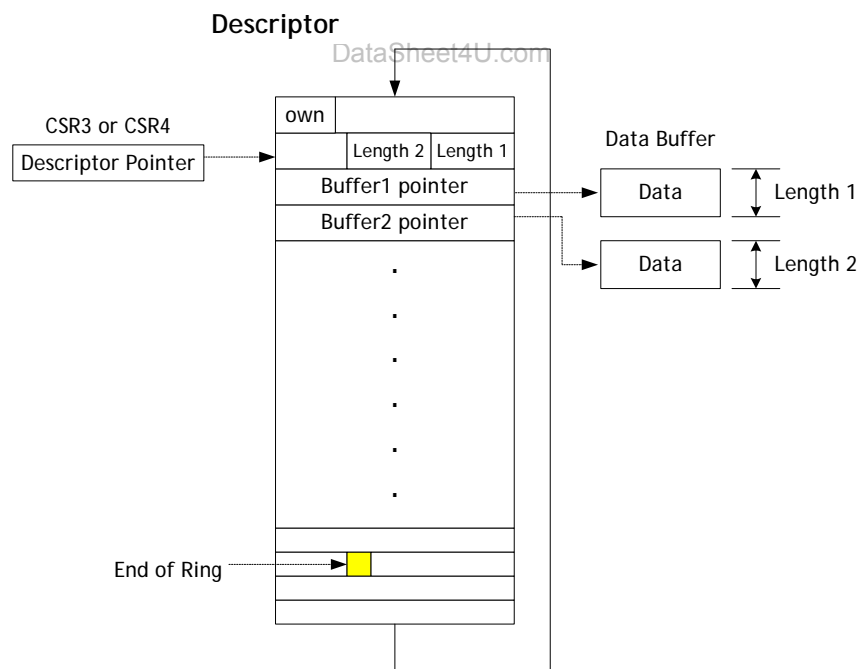 Descriptor
DataSheet4U.com
own
CSR3 or CSR4
Descriptor Pointer
Length 2
Length 1
Data Buffer
Buffer1 pointer
Data
Length 1
Buffer2 pointer
Data
Length 2
.
.
.
.
.
.
End of Ring